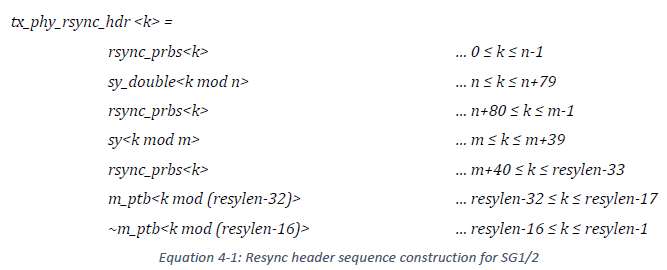 tx_phy_rsync_hdr <k> =
rsync_prbs<k> ... 0 ≤ k ≤ n-1
sy_double<k mod n> ... n ≤ k ≤ n+79
rsync_prbs<k> ... n+80 ≤ k ≤ m-1
sy<k mod m> ... m ≤ k ≤ m+39
rsync_prbs<k> ... m+40 ≤ k ≤ resylen-33
m_ptb<k mod (resylen-32)> ... resylen-32 ≤ k ≤ resylen-17
~m_ptb<k mod (resylen-16)> ... resylen-16 ≤ k ≤ resylen-1
Equation 4-1: Resync header sequence construction for SG1/2